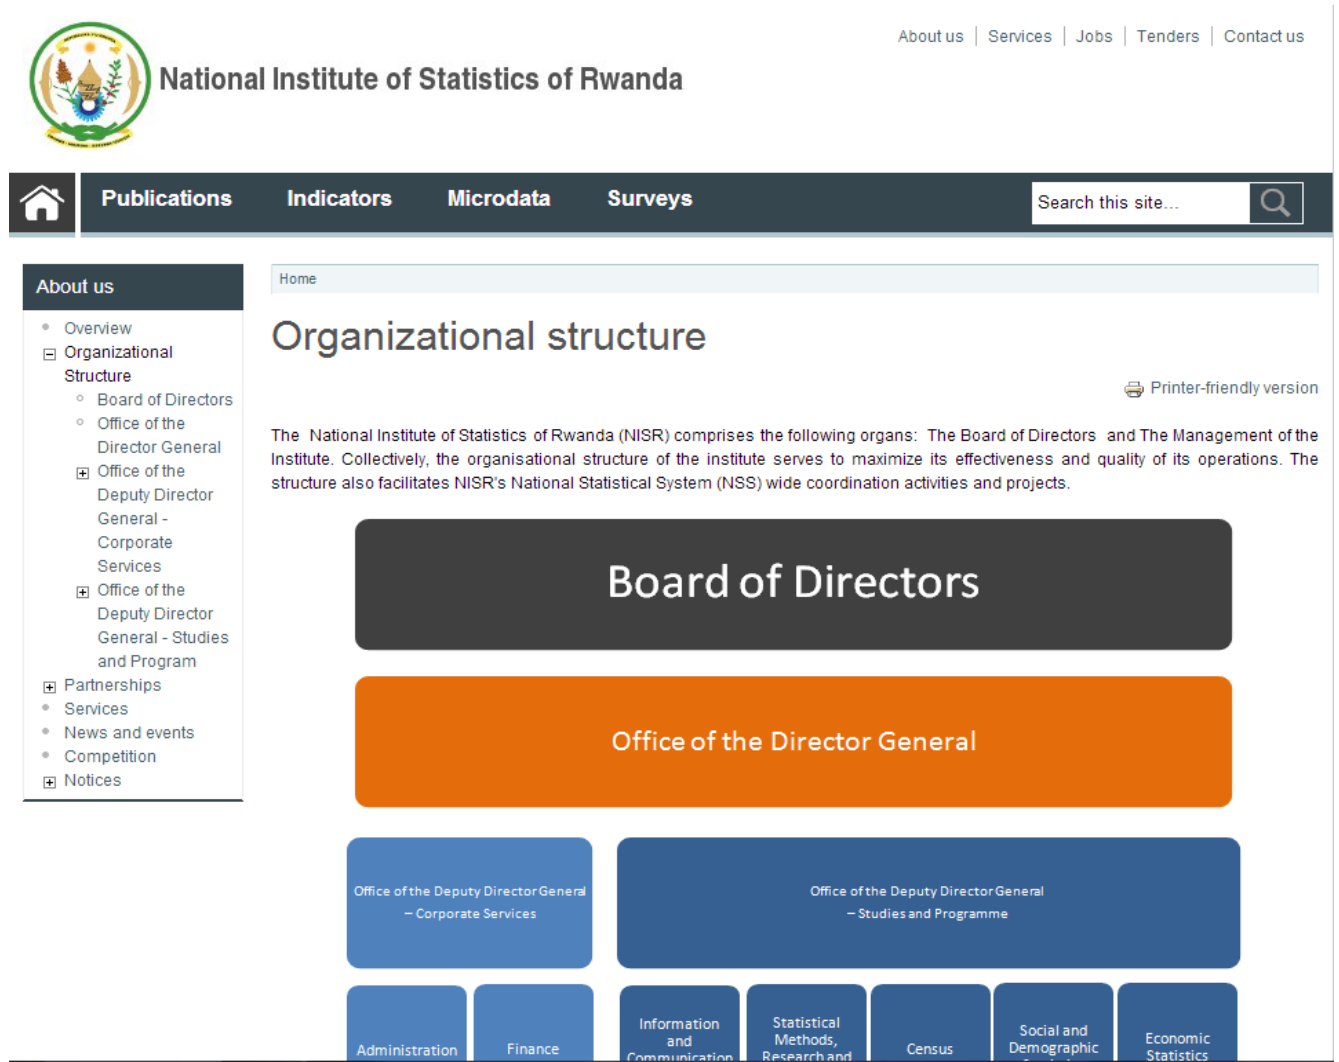 About us | Services | Jobs | Tenders | Contact us
National Institute of Statistics of Rwanda
Publications Indicators Microdata Surveys Search this site...
About us
Overview
Organizational
Structure
Board of Directors
Office of the
Director General
Office of the
Deputy Director
General -
Corporate
Services
Office of the
Deputy Director
General - Studies
and Program
Partnerships
Services
News and events
Competition
Notices
Home
Organizational structure
Printer-friendly version
The National Institute of Statistics of Rwanda (NISR) comprises the following organs: The Board of Directors and The Management of the
Institute. Collectively, the organisational structure of the institute serves to maximize its effectiveness and quality of its operations. The
structure also facilitates NISR's National Statistical System (NSS) wide coordination activities and projects.
Board of Directors
Office of the Director General
Office of the Deputy Director General
– Corporate Services
Office of the Deputy Director General
– Studies and Programme
Administration
Finance
Information
and
Communication
Statistical
Methods,
Research and
Census
Social and
Demographic
Economic
Statistics